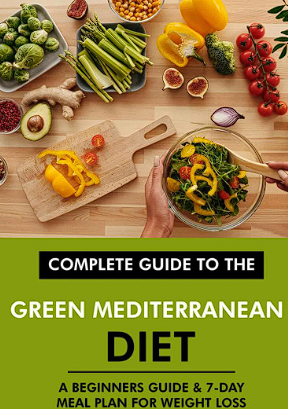 COMPLETE GUIDE TO THE
GREEN MEDITERRANEAN
DIET
A BEGINNERS GUIDE & 7-DAY
MEAL PLAN FOR WEIGHT LOSS